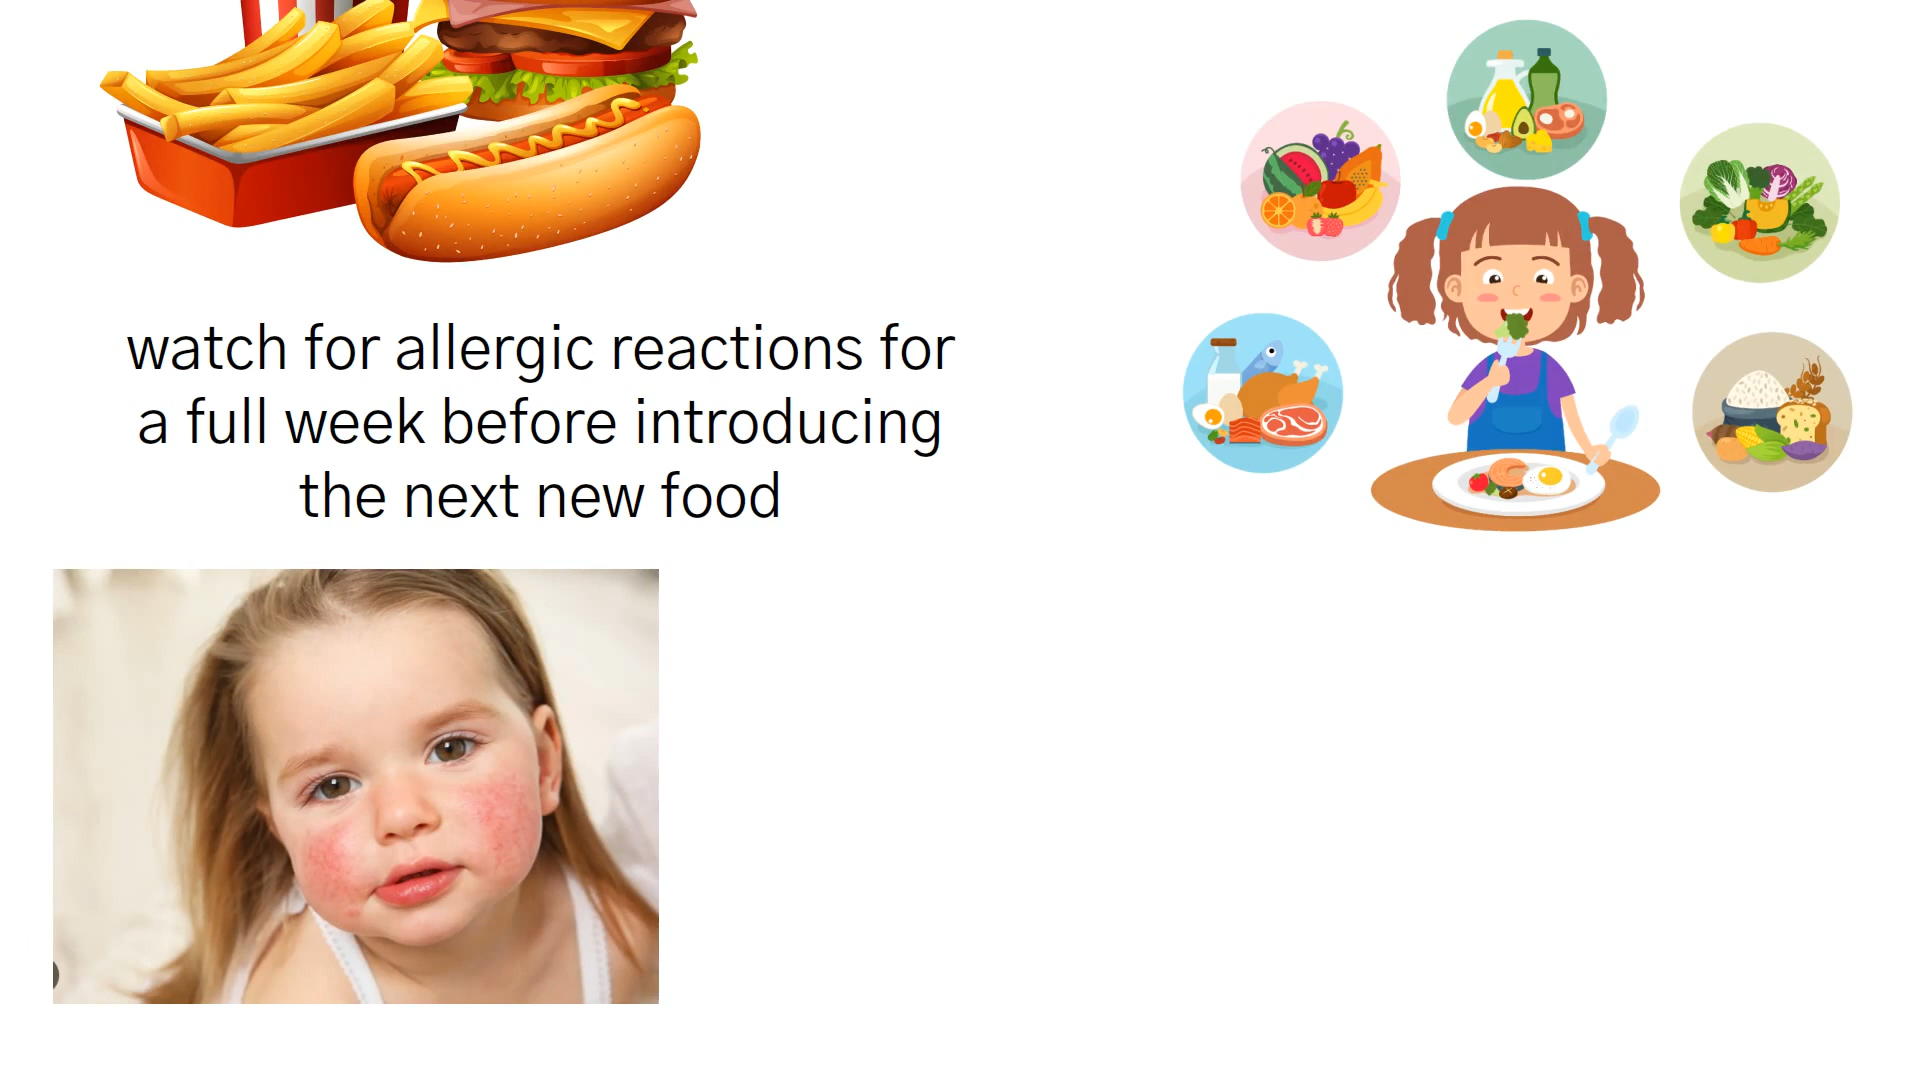 watch for allergic reactions for
a full week before introducing
the next new food